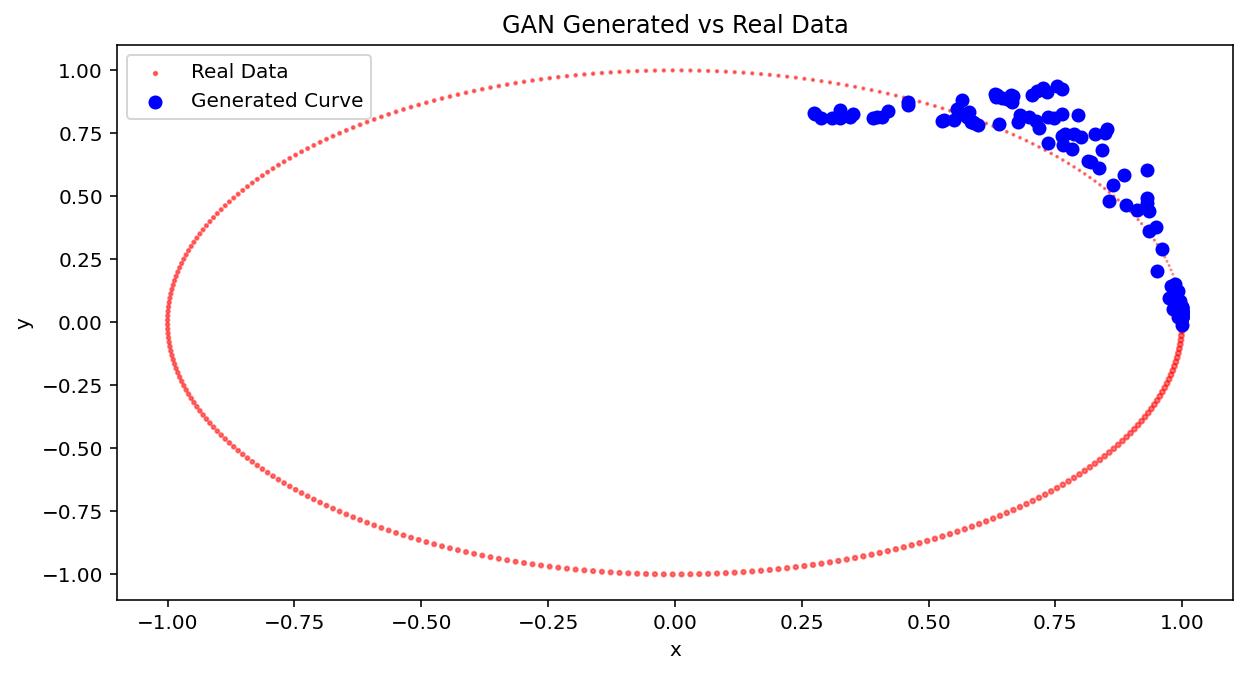 GAN Generated vs Real Data
1.00
0.75
0.50
0.25
0.00
−0.25
−0.50
−0.75
−1.00
y
Real Data
Generated Curve
−1.00 −0.75 −0.50 −0.25 0.00 0.25 0.50 0.75 1.00
x